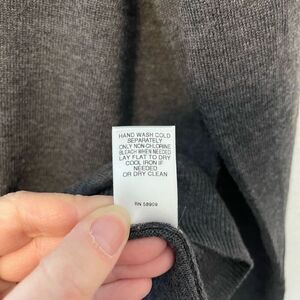 HAND WASH COLD
SEPARATELY
ONLY NON-CHLORINE
BLEACH WHEN NEEDED
LAY FLAT TO DRY
COOL IRON IF
NEEDED
OR DRY CLEAN
RN 58909